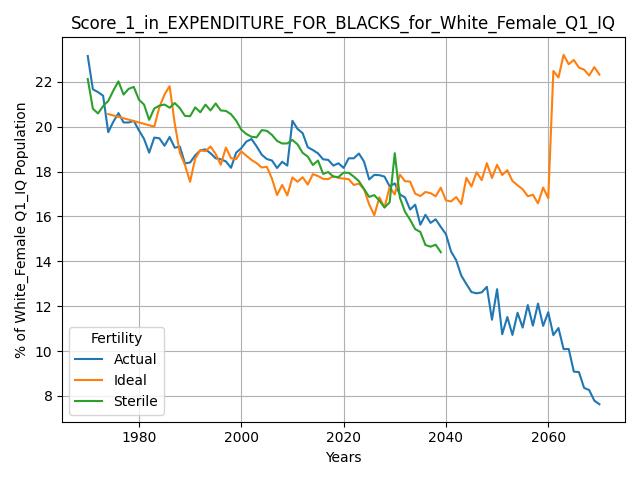 Score_1_in_EXPENDITURE_FOR_BLACKS_for_White_Female_Q1_IQ
% of White_Female Q1_IQ Population
22
20
18
16
14
12
10
8
Fertility
Actual
Ideal
Sterile
1980 2000 2020 2040 2060
Years